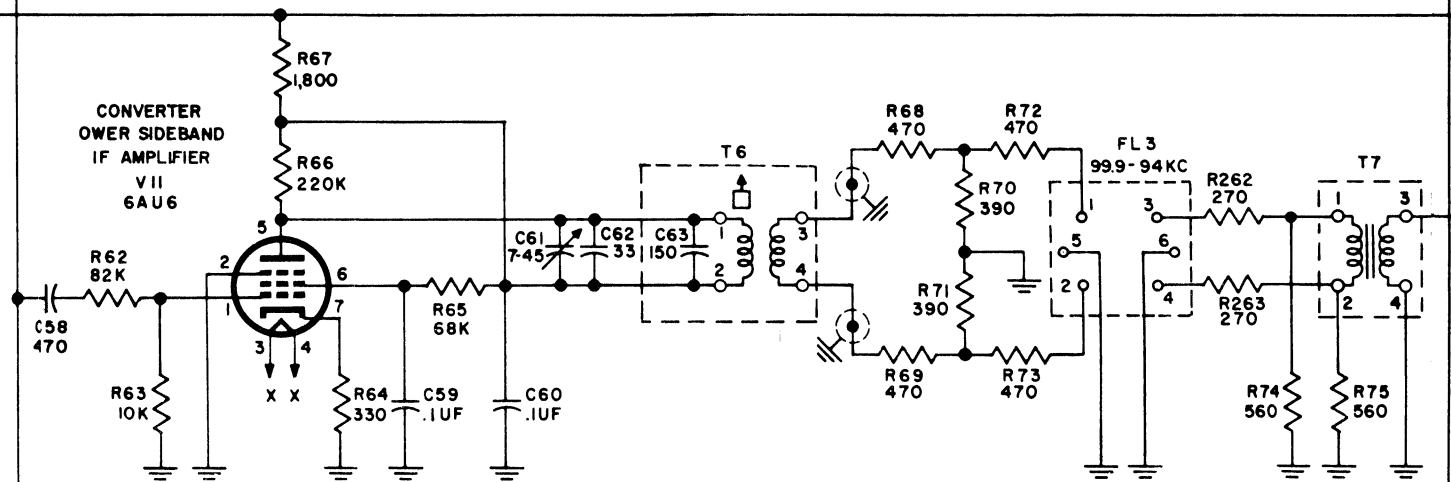 R67
1,800
CONVERTER
OWER SIDEBAND
IF AMPLIFIER
V11
6AU6
R66
220K
5
2
6
1
7
3
4
X X
R62
82K
C58
470
R63
10K
R64
330
R65
68K
C59
.1UF
C60
.1UF
C61
7-45
C62
33
C63
150
T6
1
2
3
4
R68
470
R72
470
R70
390
R71
390
R69
470
R73
470
FL3
99.9-94KC
1
3
5
6
2
4
R262
270
R263
270
R74
560
R75
560
T7
1
3
2
4